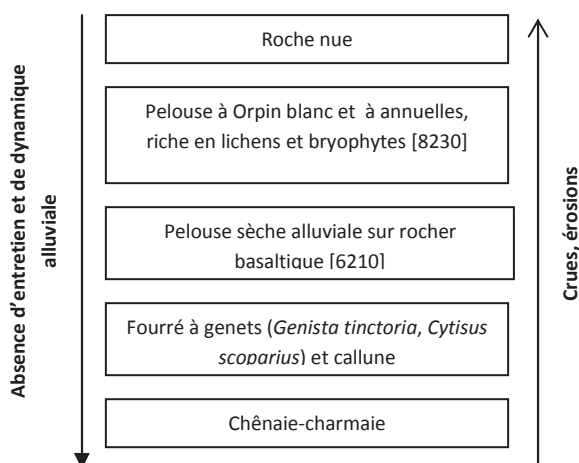 Absence d'entretien et de dynamique
alluviale
Roche nue
Pelouse à Orpin blanc et à annuelles,
riche en lichens et bryophytes [8230]
Pelouse sèche alluviale sur rocher
basaltique [6210]
Fourré à genets (Genista tinctoria, Cytisus
scoparius) et callune
Chênaie-charmaie
Crues, érosions